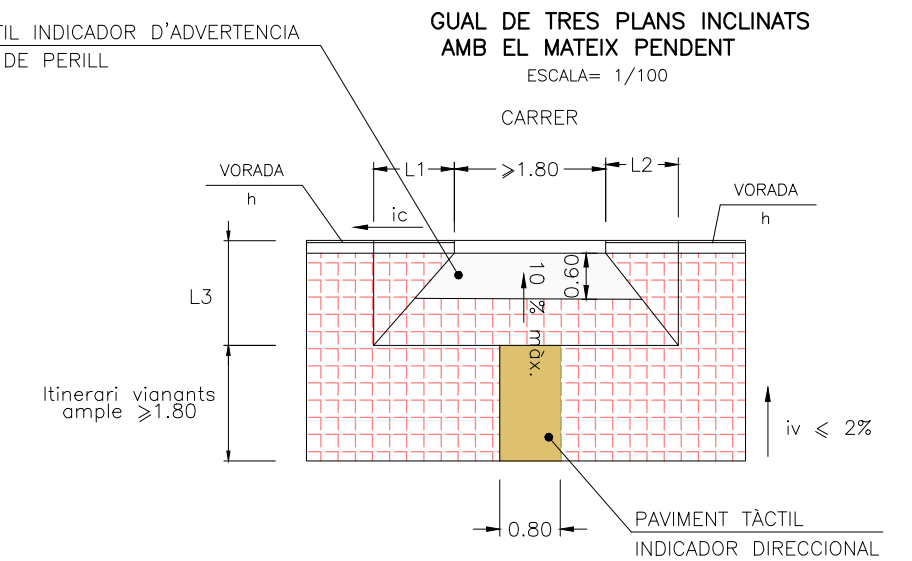 GUAL DE TRES PLANS INCLINATS
AMB EL MATEIX PENDENT
ESCALA= 1/100
TIL INDICADOR D'ADVERTENCIA
DE PERILL
CARRER
L1
≥1.80
L2
VORADA
h
VORADA
h
ic
0.60
10 % màx.
L3
Itinerari vianants
ample ≥1.80
iv ≤ 2%
0.80
PAVIMENT TÀCTIL
INDICADOR DIRECCIONAL